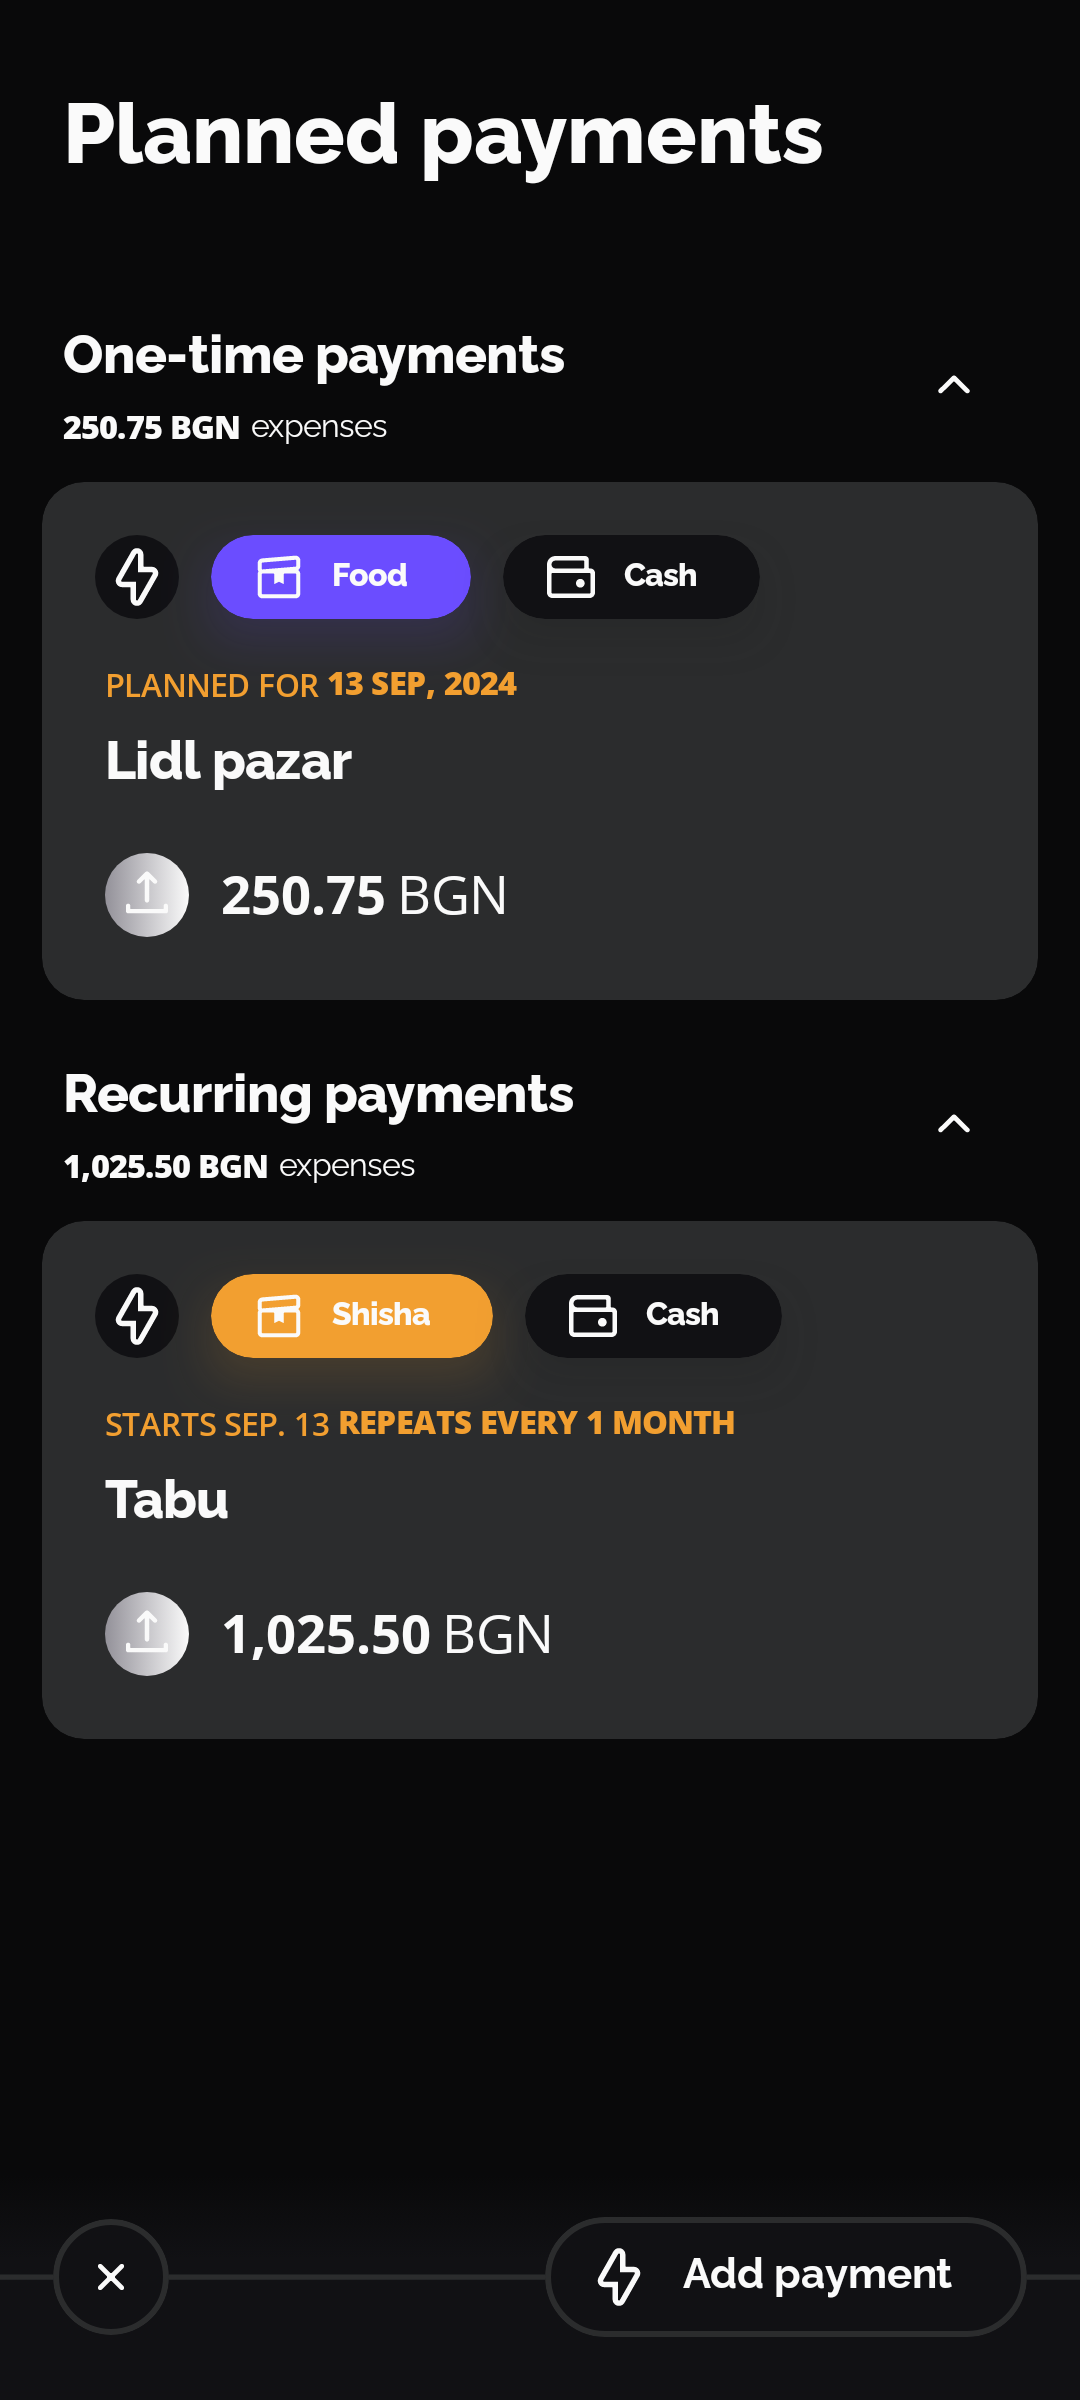 Planned payments
One-time payments
250.75 BGN expenses
Food
Cash
PLANNED FOR 13 SEP, 2024
Lidl pazar
250.75 BGN
Recurring payments
1,025.50 BGN expenses
Shisha
Cash
STARTS SEP. 13 REPEATS EVERY 1 MONTH
Tabu
1,025.50 BGN
Add payment